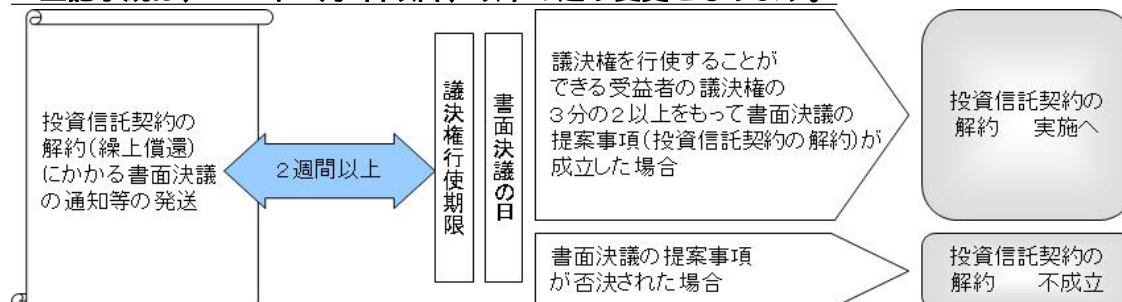 投資信託契約の
解約(繰上償還)
にかかる書面決議
の通知等の発送
２週間以上
議決権行使期限
書面決議の日
議決権を行使することが
できる受益者の議決権の
３分の２以上をもって書面決議の
提案事項(投資信託契約の解約)が
成立した場合
投資信託契約の
解約　実施へ
書面決議の提案事項
が否決された場合
投資信託契約の
解約　不成立